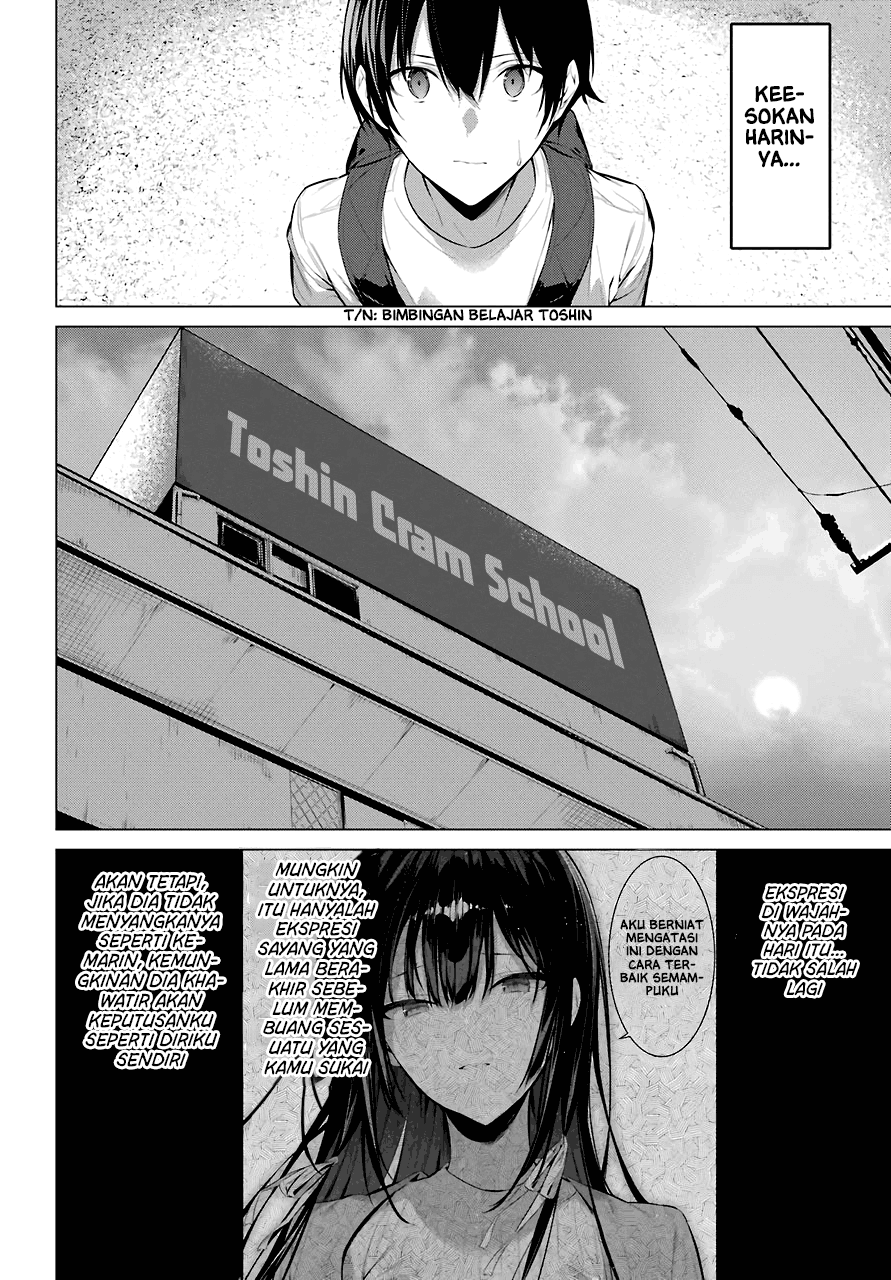 KEE-
SOKAN
HARIN-
YA...
T/N: BIMBINGAN BELAJAR TOSHIN
Toshin Cram School
EKSPRESI
DI WAJAH-
NYA PADA
HARI ITU...
TIDAK SALAH
LAGI
AKU BERNIAT
MENGATASI
INI DENGAN
CARA TER-
BAIK SEMAM-
PUKU
MUNGKIN
UNTUKNYA,
ITU HANYALAH
EKSPRESI
SAYANG YANG
LAMA BERA-
KHIR SEBE-
LUM MEM-
BUANG SES-
UATU YANG
KAMU SUKAI
AKAN TETAPI,
JIKA DIA TIDAK
MENYANGKANYA
SEPERTI KE-
MARIN, KEMUN-
GKINAN DIA KHA-
WATIR AKAN
KEPUTUSANKU
SEPERTI DIRIKU
SENDIRI